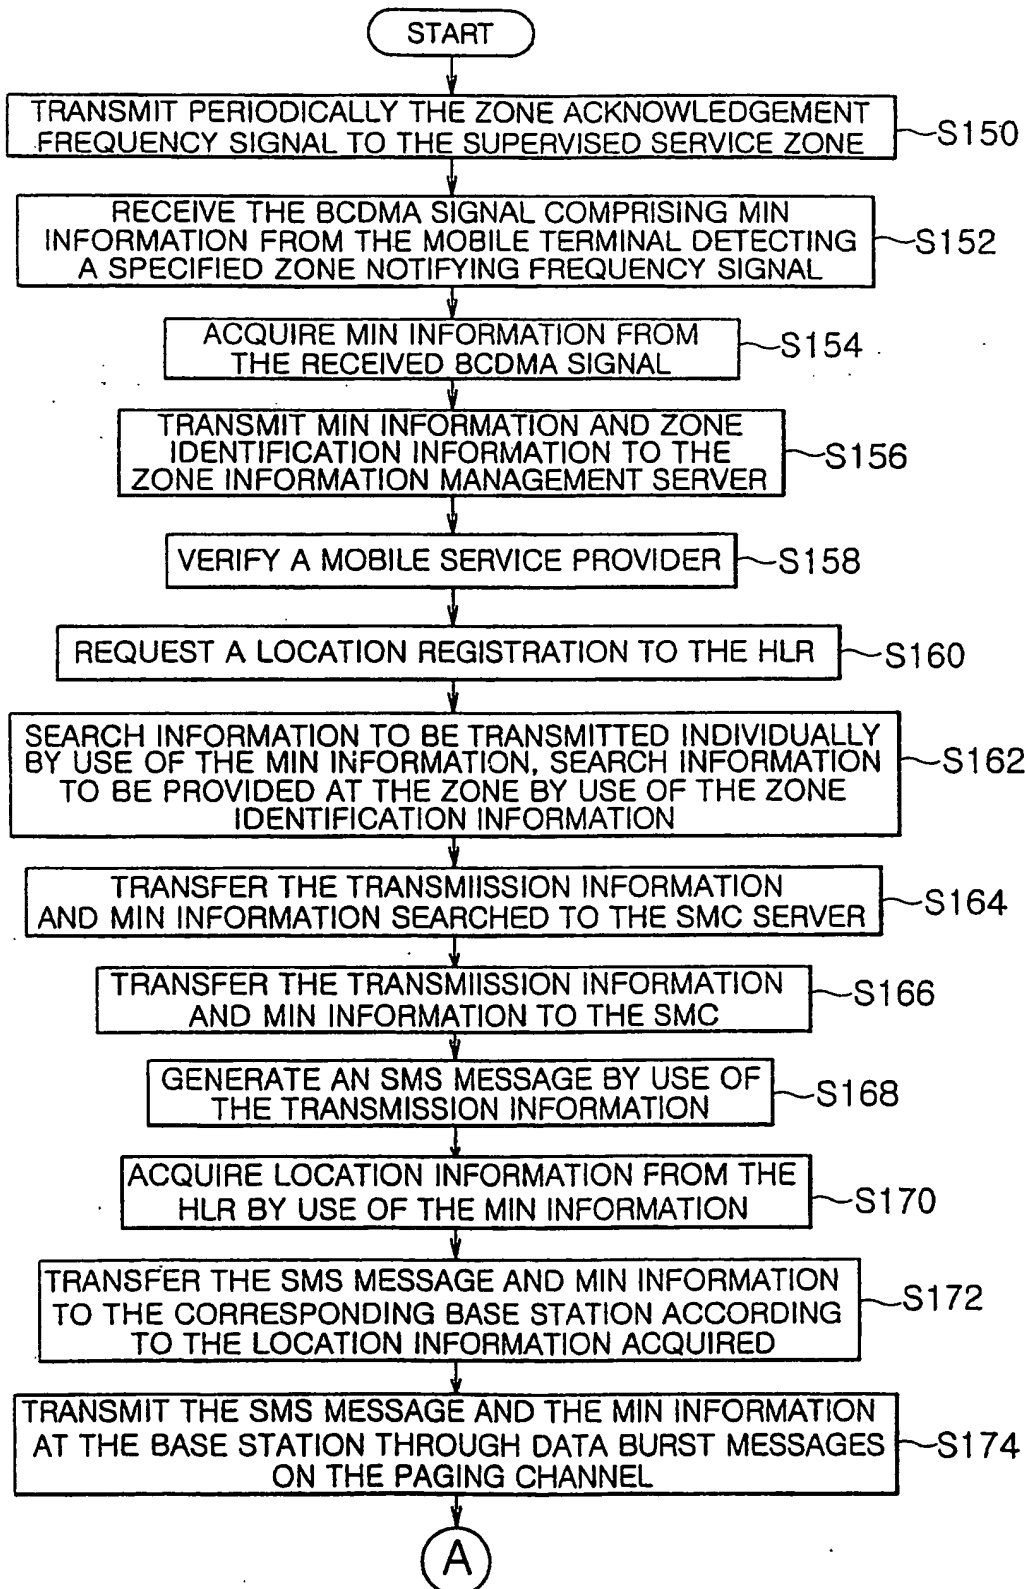 START
TRANSMIT PERIODICALLY THE ZONE ACKNOWLEDGEMENT
FREQUENCY SIGNAL TO THE SUPERVISED SERVICE ZONE
S150
RECEIVE THE BCDMA SIGNAL COMPRISING MIN
INFORMATION FROM THE MOBILE TERMINAL DETECTING
A SPECIFIED ZONE NOTIFYING FREQUENCY SIGNAL
S152
ACQUIRE MIN INFORMATION FROM
THE RECEIVED BCDMA SIGNAL
S154
TRANSMIT MIN INFORMATION AND ZONE
IDENTIFICATION INFORMATION TO THE
ZONE INFORMATION MANAGEMENT SERVER
S156
VERIFY A MOBILE SERVICE PROVIDER
S158
REQUEST A LOCATION REGISTRATION TO THE HLR
S160
SEARCH INFORMATION TO BE TRANSMITTED INDIVIDUALLY
BY USE OF THE MIN INFORMATION, SEARCH INFORMATION
TO BE PROVIDED AT THE ZONE BY USE OF THE ZONE
IDENTIFICATION INFORMATION
S162
TRANSFER THE TRANSMIISSION INFORMATION
AND MIN INFORMATION SEARCHED TO THE SMC SERVER
S164
TRANSFER THE TRANSMIISSION INFORMATION
AND MIN INFORMATION TO THE SMC
S166
GENERATE AN SMS MESSAGE BY USE OF
THE TRANSMISSION INFORMATION
S168
ACQUIRE LOCATION INFORMATION FROM THE
HLR BY USE OF THE MIN INFORMATION
S170
TRANSFER THE SMS MESSAGE AND MIN INFORMATION
TO THE CORRESPONDING BASE STATION ACCORDING
TO THE LOCATION INFORMATION ACQUIRED
S172
TRANSMIT THE SMS MESSAGE AND THE MIN INFORMATION
AT THE BASE STATION THROUGH DATA BURST MESSAGES
ON THE PAGING CHANNEL
S174
A